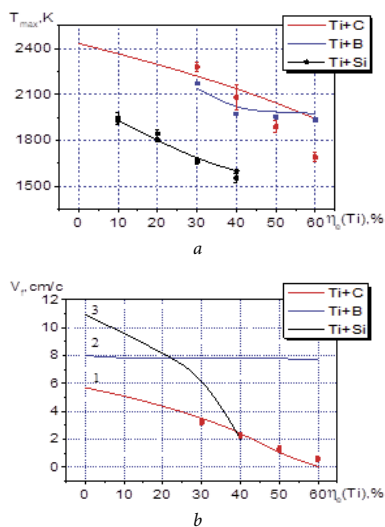 T_max,K
Ti+C
Ti+B
Ti+Si
2400
2100
1800
1500
0 10 20 30 40 50 60 η_0(Ti),%
a
V_f,cm/c
Ti+C
Ti+B
Ti+Si
12
10
8
6
4
2
0
3
2
1
0 10 20 30 40 50 60 η_0(Ti),%
b